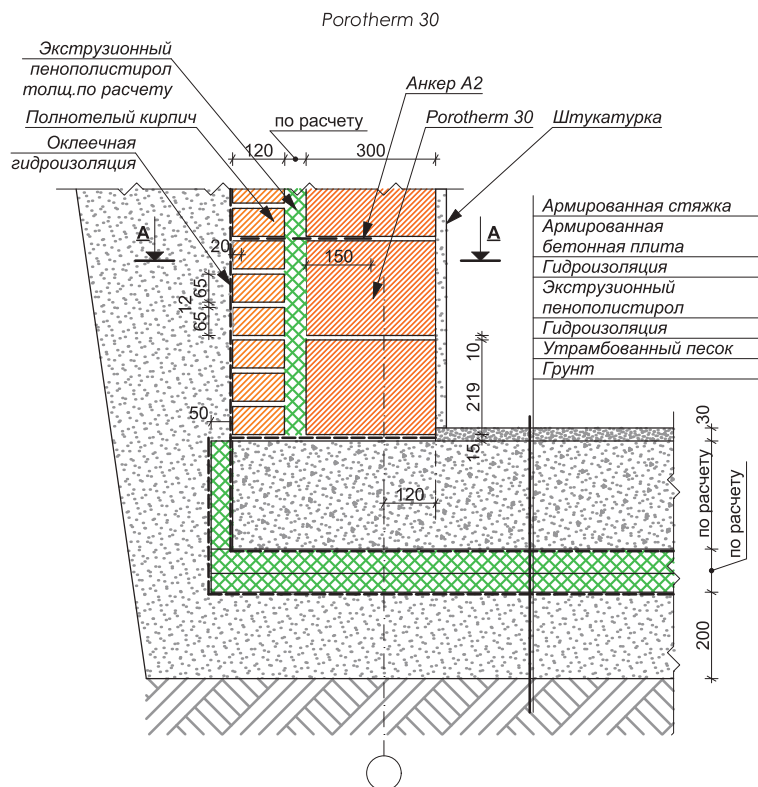 Porotherm 30
Экструзионный
пенополистирол
толщ.по расчету
Полнотелый кирпич
Оклеечная
гидроизоляция
по расчету
Анкер А2
Porotherm 30
Штукатурка
120
300
Армированная стяжка
Армированная
бетонная плита
Гидроизоляция
Экструзионный
пенополистирол
Гидроизоляция
Утрамбованный песок
Грунт
А
А
20
150
65
12
65
10
219
50
15
30
120
по расчету
по расчету
200